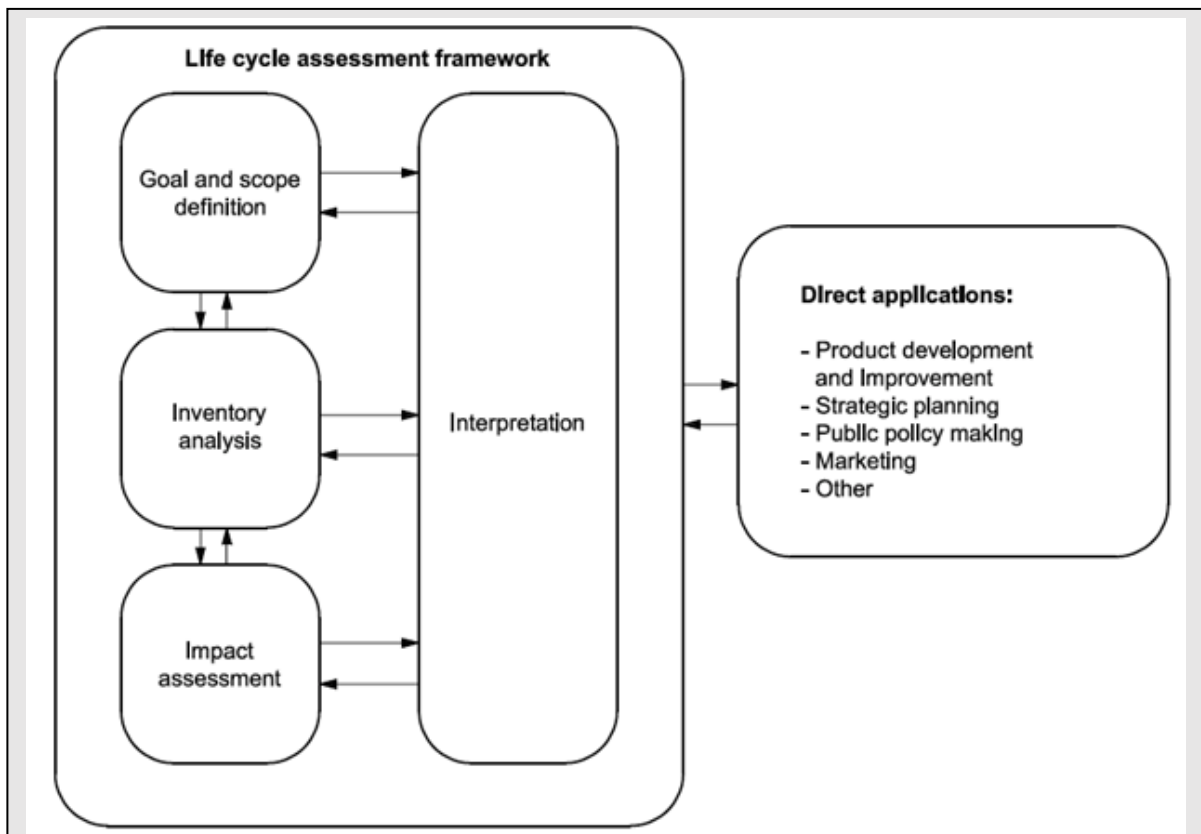 Life cycle assessment framework
Goal and scope
definition
Inventory
analysis
Impact
assessment
Interpretation
Direct applications:
- Product development
and Improvement
- Strategic planning
- Public policy making
- Marketing
- Other